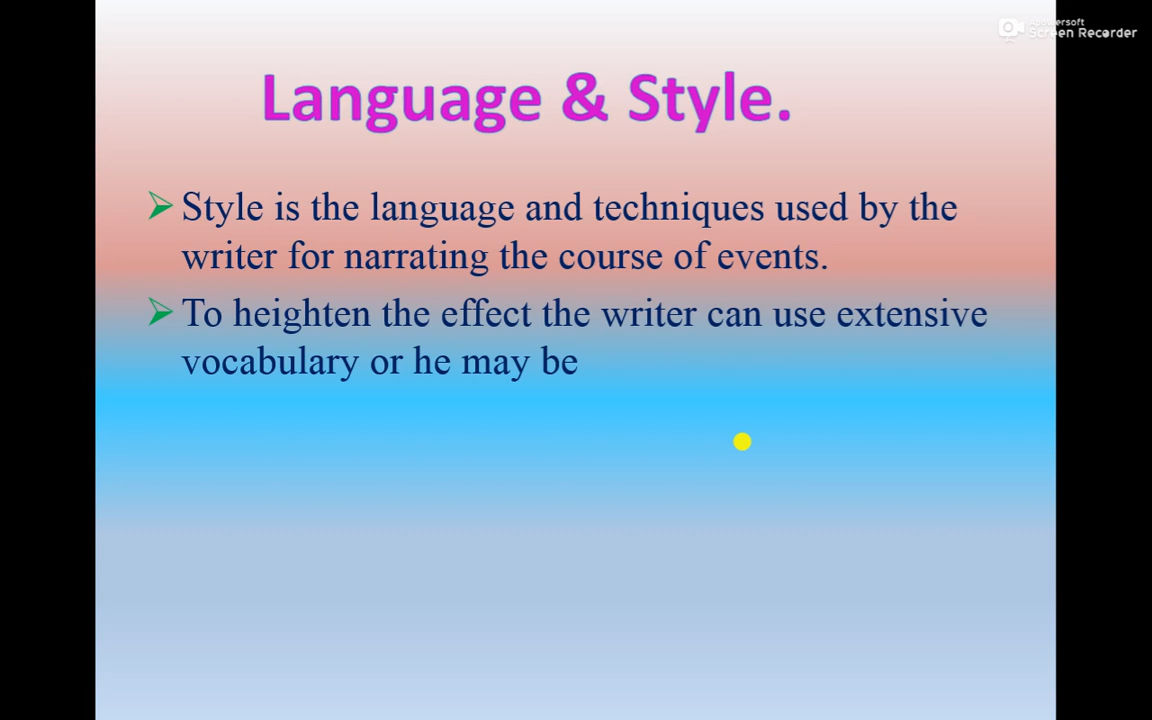 Apowersoft
Screen Recorder
Language & Style.
Style is the language and techniques used by the
writer for narrating the course of events.
To heighten the effect the writer can use extensive
vocabulary or he may be